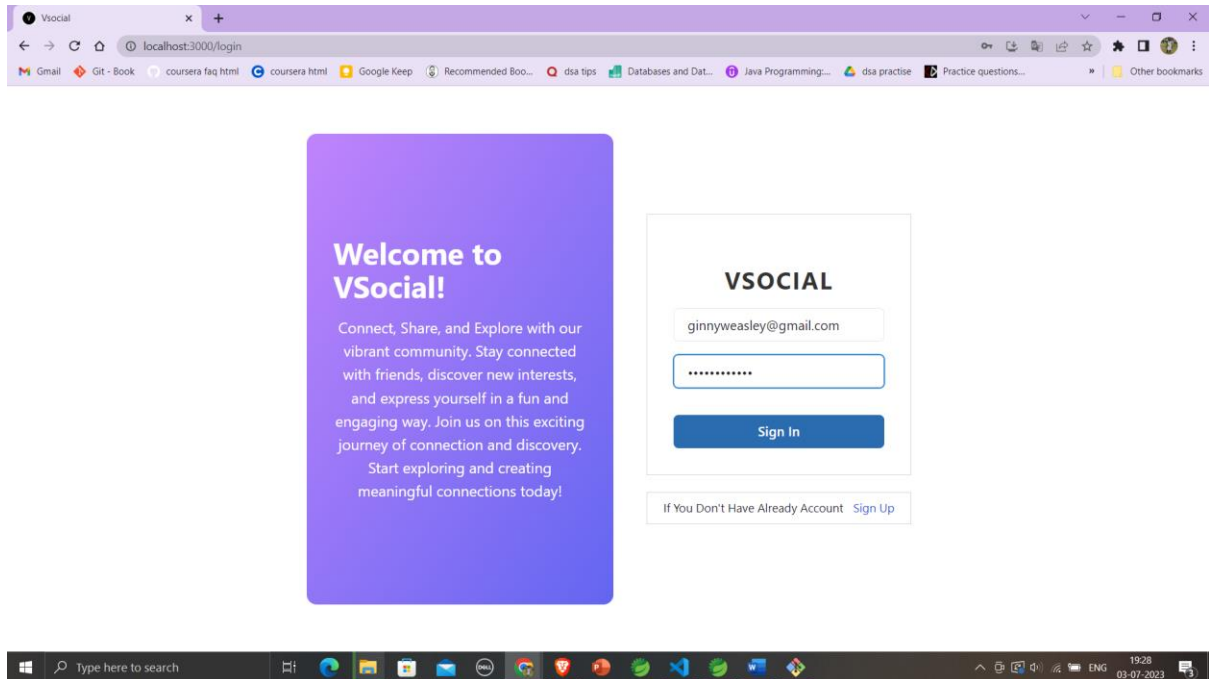 Vsocial
localhost:3000/login
Gmail Git - Book coursera faq html coursera html Google Keep Recommended Boo... dsa tips Databases and Dat... Java Programming:... dsa practise Practice questions... » Other bookmarks
Welcome to
VSocial!
Connect, Share, and Explore with our
vibrant community. Stay connected
with friends, discover new interests,
and express yourself in a fun and
engaging way. Join us on this exciting
journey of connection and discovery.
Start exploring and creating
meaningful connections today!
VSOCIAL
ginnyweasley@gmail.com
••••••••••••
Sign In
If You Don't Have Already Account Sign Up
Type here to search
DELL
ENG
19:28
03-07-2023
3